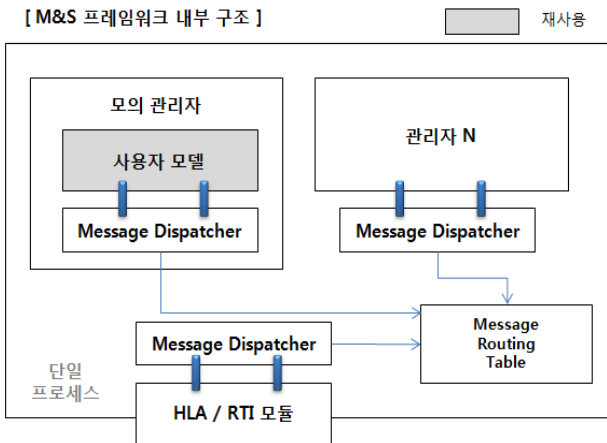 [ M&S 프레임워크 내부 구조 ]
재사용
모의 관리자
사용자 모델
Message Dispatcher
관리자 N
Message Dispatcher
Message Dispatcher
Message
Routing
Table
단일
프로세스
HLA / RTI 모듈